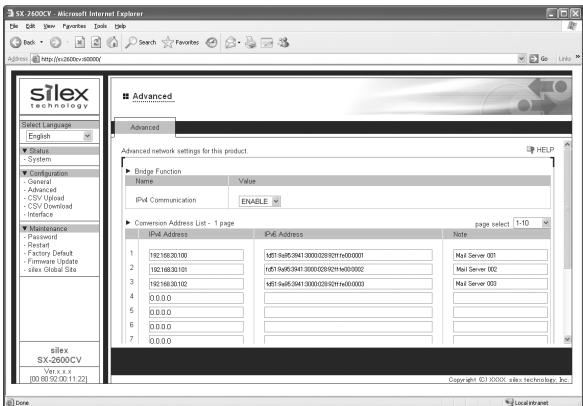 SX-2600CV - Microsoft Internet Explorer
File Edit View Favorites Tools Help
Back Search Favorites
Address http://sx2600cv:60000/ Go Links »
silex
technology
Select Language
English
▼ Status
- System
▼ Configuration
- General
- Advanced
- CSV Upload
- CSV Download
- Interface
▼ Maintenance
- Password
- Restart
- Factory Default
- Firmware Update
- silex Global Site
silex
SX-2600CV
Ver.x.x.x
[00:80:92:00:11:22]
Advanced
Advanced
Advanced network settings for this product. HELP
Bridge Function
Name Value
IPv4 Communication ENABLE
Conversion Address List - 1 page page select 1-10
IPv4 Address IPv6 Address Note
1 192.168.30.100 fd51:9a95:3941:3000:0280:92ff:fe00:0001 Mail Server 001
2 192.168.30.101 fd51:9a95:3941:3000:0280:92ff:fe00:0002 Mail Server 002
3 192.168.30.102 fd51:9a95:3941:3000:0280:92ff:fe00:0003 Mail Server 003
4 0.0.0.0
5 0.0.0.0
6 0.0.0.0
7 0.0.0.0
Copyright (C) XXXX silex technology, Inc.
Done Local intranet